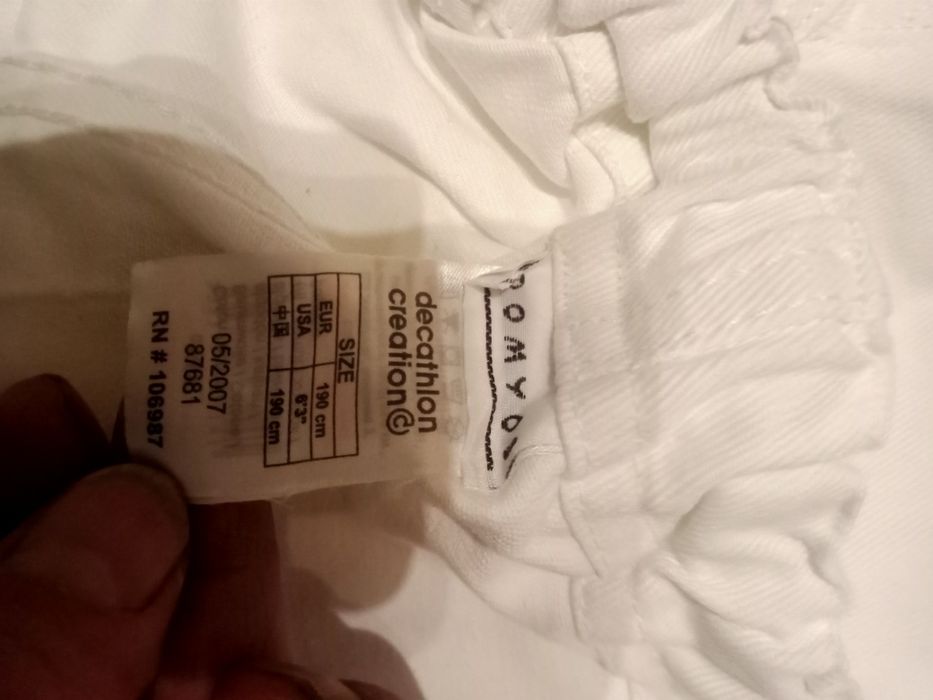 DOMYOS
decathlon
creation©
SIZE
EUR 190 cm
USA 6'3"
中国 190 cm
05/2007
87681
RN # 106987